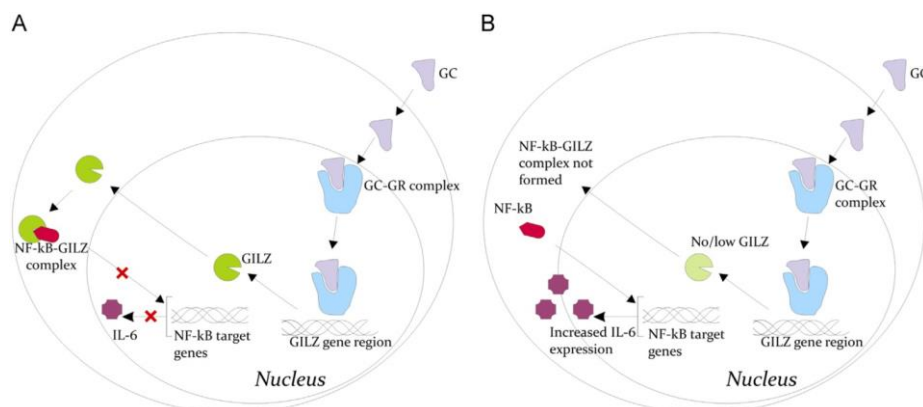 A
GC
GC-GR complex
NF-kB-GILZ
complex
GILZ
IL-6
NF-kB target
genes
GILZ gene region
Nucleus
B
GC
NF-kB-GILZ
complex not
formed
GC-GR
complex
NF-kB
No/low GILZ
Increased IL-6
expression
NF-kB target
genes
GILZ gene region
Nucleus